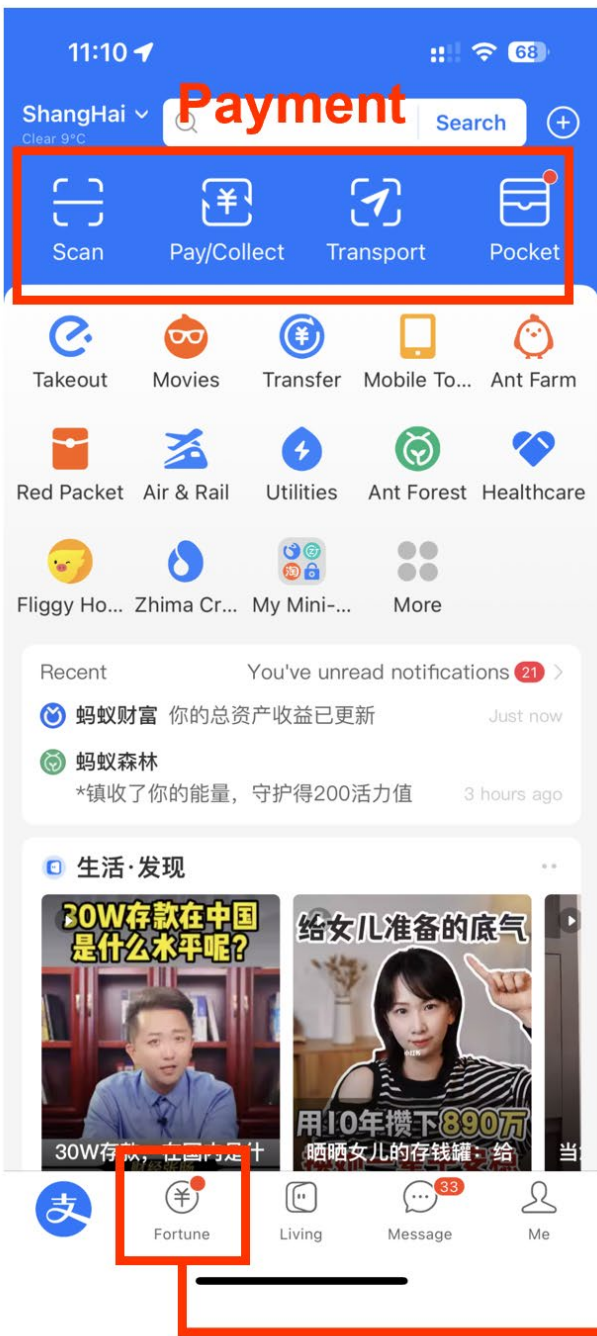 11:10
68
Payment
ShangHai
Clear 9°C
Search
Scan Pay/Collect Transport Pocket
Takeout Movies Transfer Mobile To... Ant Farm
Red Packet Air & Rail Utilities Ant Forest Healthcare
Fliggy Ho... Zhima Cr... My Mini-... More
Recent You've unread notifications 21
蚂蚁财富 你的总资产收益已更新 Just now
蚂蚁森林
*镇收了你的能量，守护得200活力值 3 hours ago
生活·发现
30W存款在中国
是什么水平呢?
30W存款，在国内是什
给女儿准备的底气
用10年攒下890万
晒晒女儿的存钱罐：给
当
支
Fortune
Living
33
Message
Me